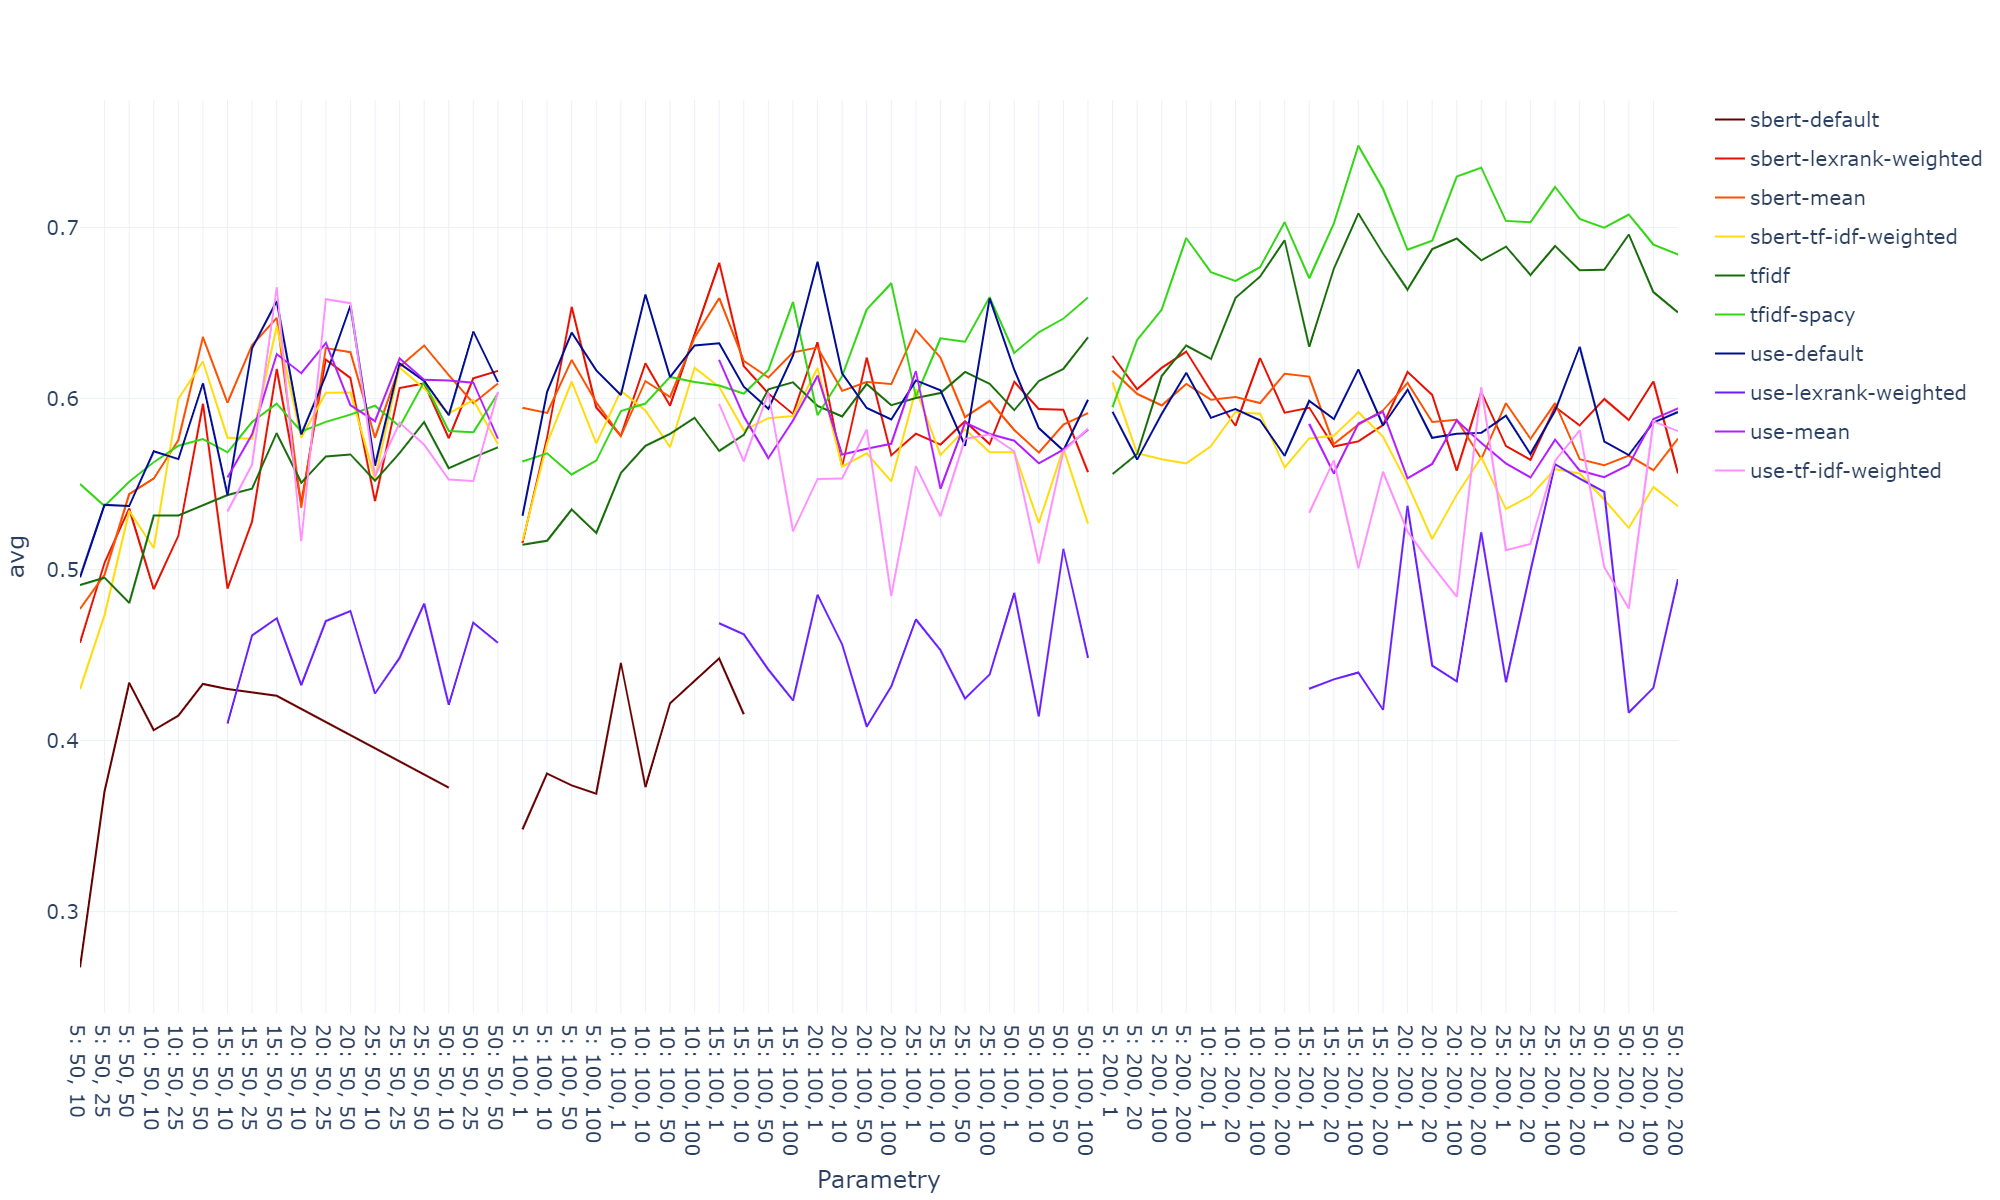 avg
0.7
0.6
0.5
0.4
0.3
5: 50, 10
5: 50, 25
5: 50, 50
10: 50, 10
10: 50, 25
10: 50, 50
15: 50, 10
15: 50, 25
15: 50, 50
20: 50, 10
20: 50, 25
20: 50, 50
25: 50, 10
25: 50, 25
25: 50, 50
50: 50, 10
50: 50, 25
50: 50, 50
5: 100, 1
5: 100, 10
5: 100, 50
5: 100, 100
10: 100, 1
10: 100, 10
10: 100, 50
10: 100, 100
15: 100, 1
15: 100, 10
15: 100, 50
15: 100, 100
20: 100, 1
20: 100, 10
20: 100, 50
20: 100, 100
25: 100, 1
25: 100, 10
25: 100, 50
25: 100, 100
50: 100, 1
50: 100, 10
50: 100, 50
50: 100, 100
5: 200, 1
5: 200, 20
5: 200, 100
5: 200, 200
10: 200, 1
10: 200, 20
10: 200, 100
10: 200, 200
15: 200, 1
15: 200, 20
15: 200, 100
15: 200, 200
20: 200, 1
20: 200, 20
20: 200, 100
20: 200, 200
25: 200, 1
25: 200, 20
25: 200, 100
25: 200, 200
50: 200, 1
50: 200, 20
50: 200, 100
50: 200, 200
Parametry
sbert-default
sbert-lexrank-weighted
sbert-mean
sbert-tf-idf-weighted
tfidf
tfidf-spacy
use-default
use-lexrank-weighted
use-mean
use-tf-idf-weighted